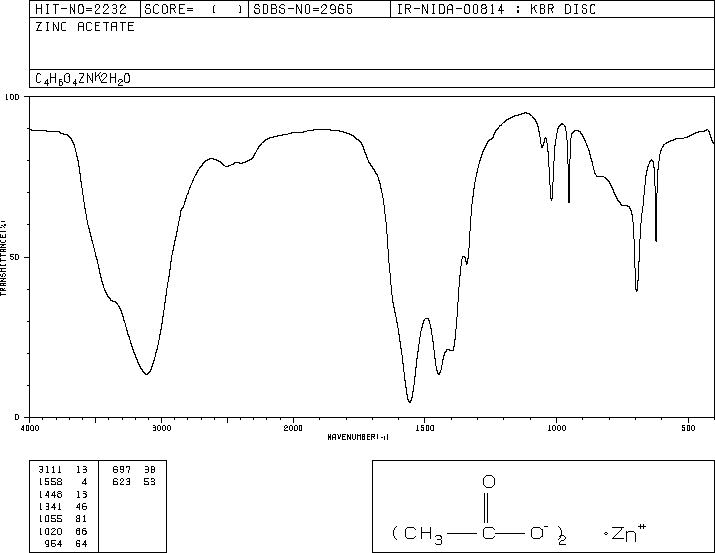 HIT-NO=2232 SCORE= ( ) SDBS-NO=2965 IR-NIDA-00814 : KBR DISC
ZINC ACETATE
C4H6O4ZNK2H2O
100
50
0
TRANSMITTANCE(%)
4000 3000 2000 1500 1000 500
WAVENUMBER(-1)
3111 13 697 38
1558 4 623 53
1448 13
1341 46
1055 81
1020 66
954 64
O
(CH3 C O-)2 ·Zn++